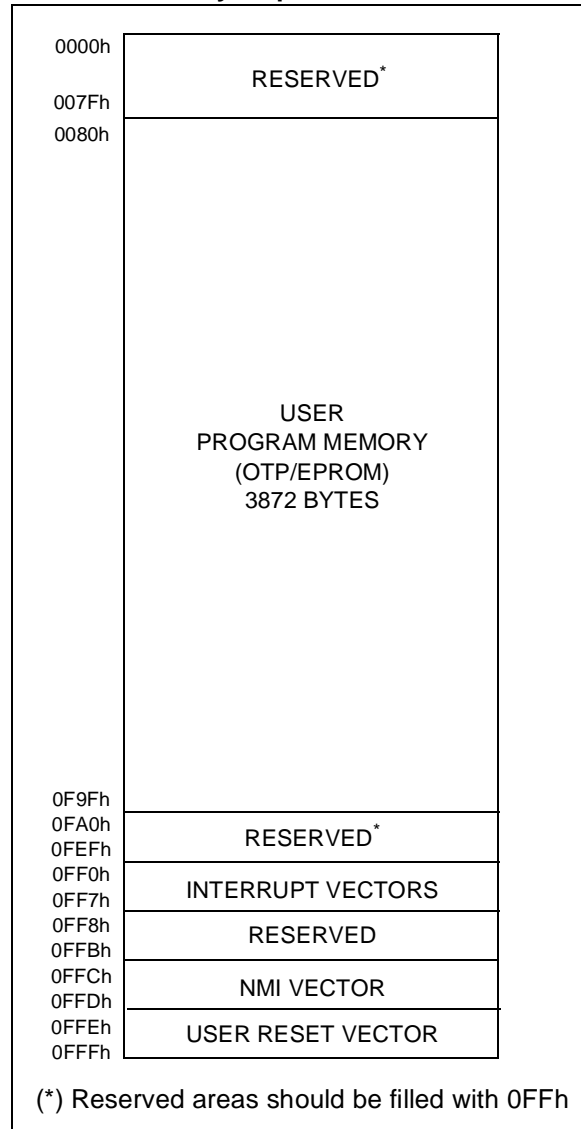 0000h
RESERVED*
007Fh
0080h
USER
PROGRAM MEMORY
(OTP/EPROM)
3872 BYTES
0F9Fh
0FA0h
RESERVED*
0FEFh
0FF0h
INTERRUPT VECTORS
0FF7h
0FF8h
RESERVED
0FFBh
0FFCh
NMI VECTOR
0FFDh
0FFEh
USER RESET VECTOR
0FFFh
(*) Reserved areas should be filled with 0FFh